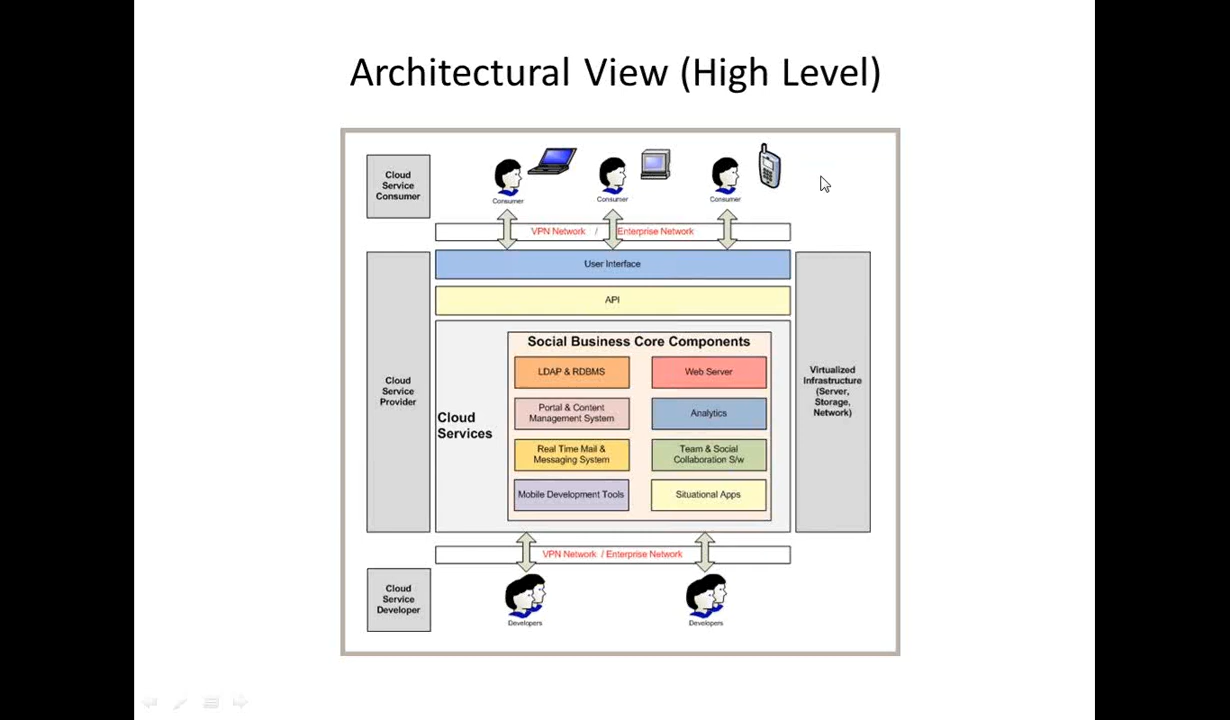 Architectural View (High Level)
Cloud
Service
Consumer
Consumer
Consumer
Consumer
VPN Network / Enterprise Network
User Interface
API
Cloud
Service
Provider
Cloud
Services
Social Business Core Components
LDAP & RDBMS
Web Server
Portal & Content
Management System
Analytics
Real Time Mail &
Messaging System
Team & Social
Collaboration S/w
Mobile Development Tools
Situational Apps
Virtualized
Infrastructure
(Server,
Storage,
Network)
VPN Network / Enterprise Network
Cloud
Service
Developer
Developers
Developers